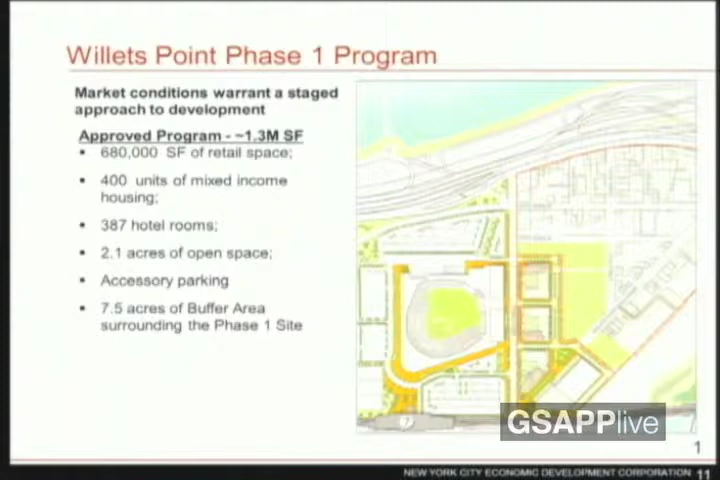 Willets Point Phase 1 Program
Market conditions warrant a staged
approach to development
Approved Program - ~1.3M SF
• 680,000 SF of retail space;
• 400 units of mixed income
housing;
• 387 hotel rooms;
• 2.1 acres of open space;
• Accessory parking
• 7.5 acres of Buffer Area
surrounding the Phase 1 Site
7
GSAPPlive
1
NEW YORK CITY ECONOMIC DEVELOPMENT CORPORATION 11